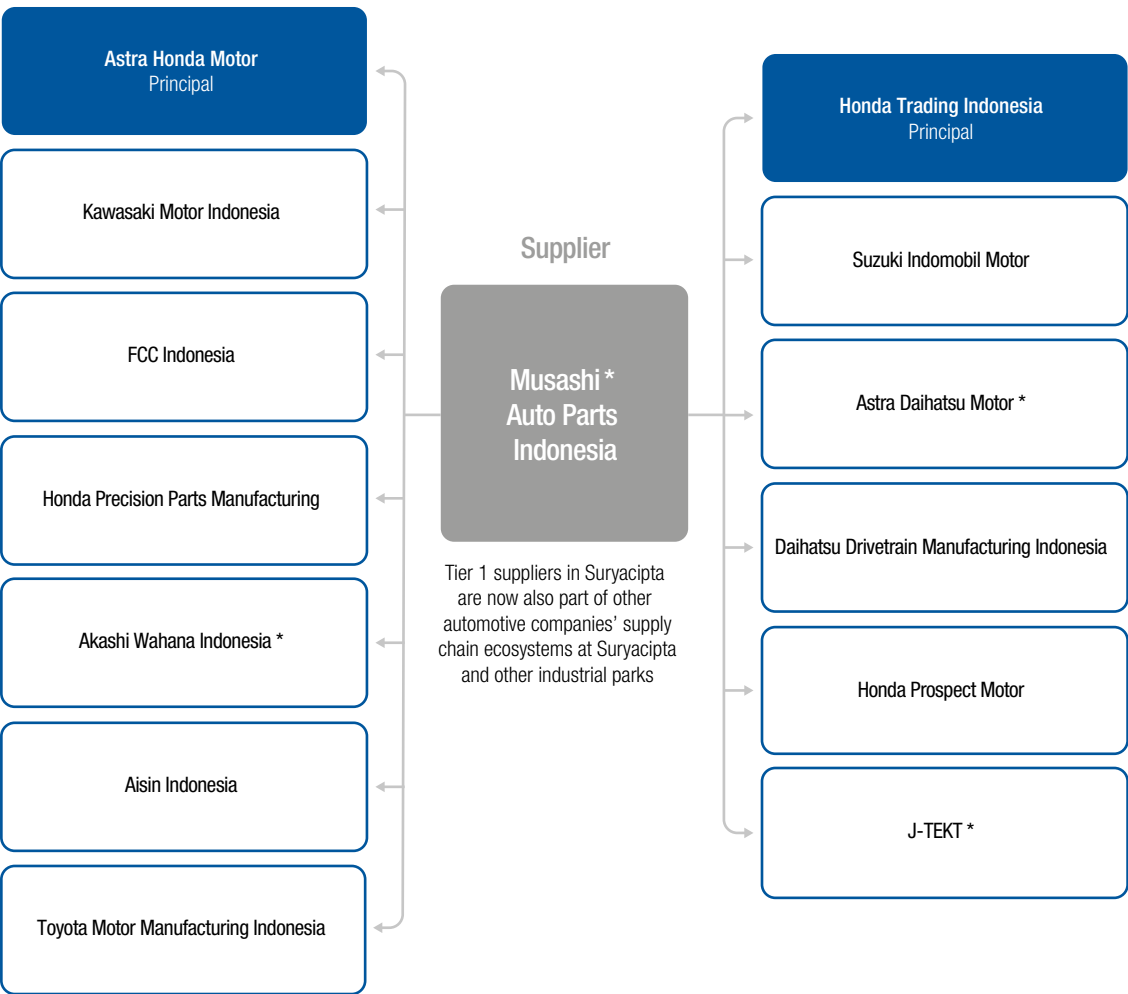 Astra Honda Motor
Principal
Kawasaki Motor Indonesia
FCC Indonesia
Honda Precision Parts Manufacturing
Akashi Wahana Indonesia *
Aisin Indonesia
Toyota Motor Manufacturing Indonesia
Supplier
Musashi *
Auto Parts
Indonesia
Tier 1 suppliers in Suryacipta
are now also part of other
automotive companies’ supply
chain ecosystems at Suryacipta
and other industrial parks
Honda Trading Indonesia
Principal
Suzuki Indomobil Motor
Astra Daihatsu Motor *
Daihatsu Drivetrain Manufacturing Indonesia
Honda Prospect Motor
J-TEKT *